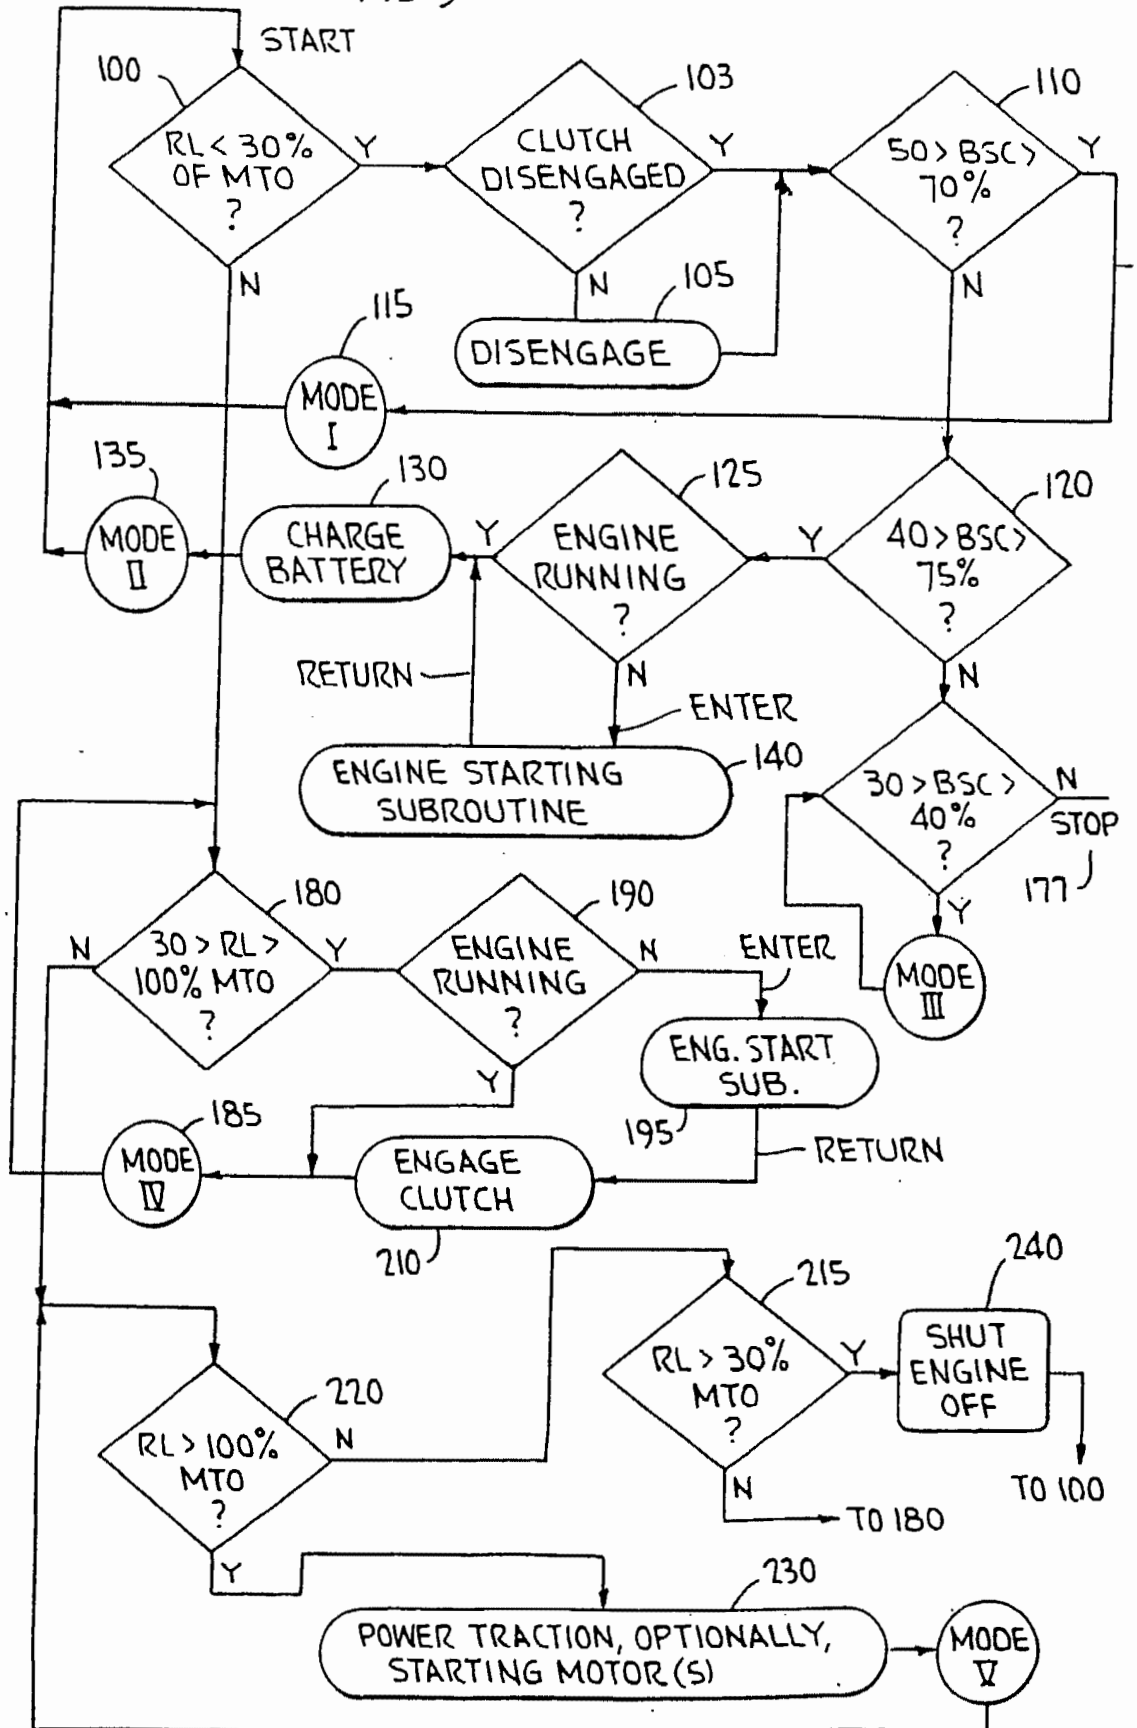 START
100
RL < 30%
OF MTO
?
Y
N
103
CLUTCH
DISENGAGED
?
Y
N
105
DISENGAGE
110
50 > BSC >
70%
?
Y
N
115
MODE
I
135
MODE
II
130
CHARGE
BATTERY
125
ENGINE
RUNNING
?
Y
N
120
40 > BSC >
75%
?
Y
N
RETURN
ENTER
140
ENGINE STARTING
SUBROUTINE
30 > BSC >
40%
?
N
STOP
177
Y
MODE
III
180
30 > RL >
100% MTO
?
N
Y
190
ENGINE
RUNNING
?
N
Y
ENTER
ENG. START
SUB.
195
RETURN
185
MODE
IV
ENGAGE
CLUTCH
210
215
RL > 30%
MTO
?
Y
N
TO 180
240
SHUT
ENGINE
OFF
TO 100
220
RL > 100%
MTO
?
N
Y
230
POWER TRACTION, OPTIONALLY,
STARTING MOTOR(S)
MODE
V